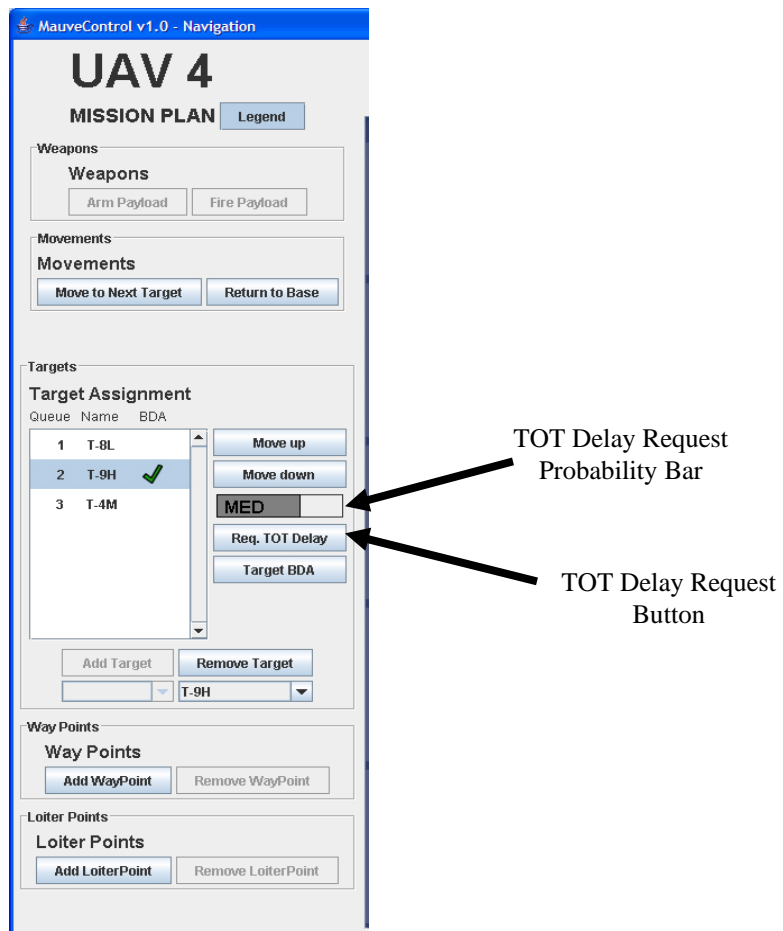 MauveControl v1.0 - Navigation
UAV 4
MISSION PLAN Legend
Weapons
Weapons
Arm Payload Fire Payload
Movements
Movements
Move to Next Target Return to Base
Targets
Target Assignment
Queue Name BDA
1 T-8L
2 T-9H
3 T-4M
Move up
Move down
MED
Req. TOT Delay
Target BDA
Add Target Remove Target
T-9H
Way Points
Way Points
Add WayPoint Remove WayPoint
Loiter Points
Loiter Points
Add LoiterPoint Remove LoiterPoint
TOT Delay Request
Probability Bar
TOT Delay Request
Button